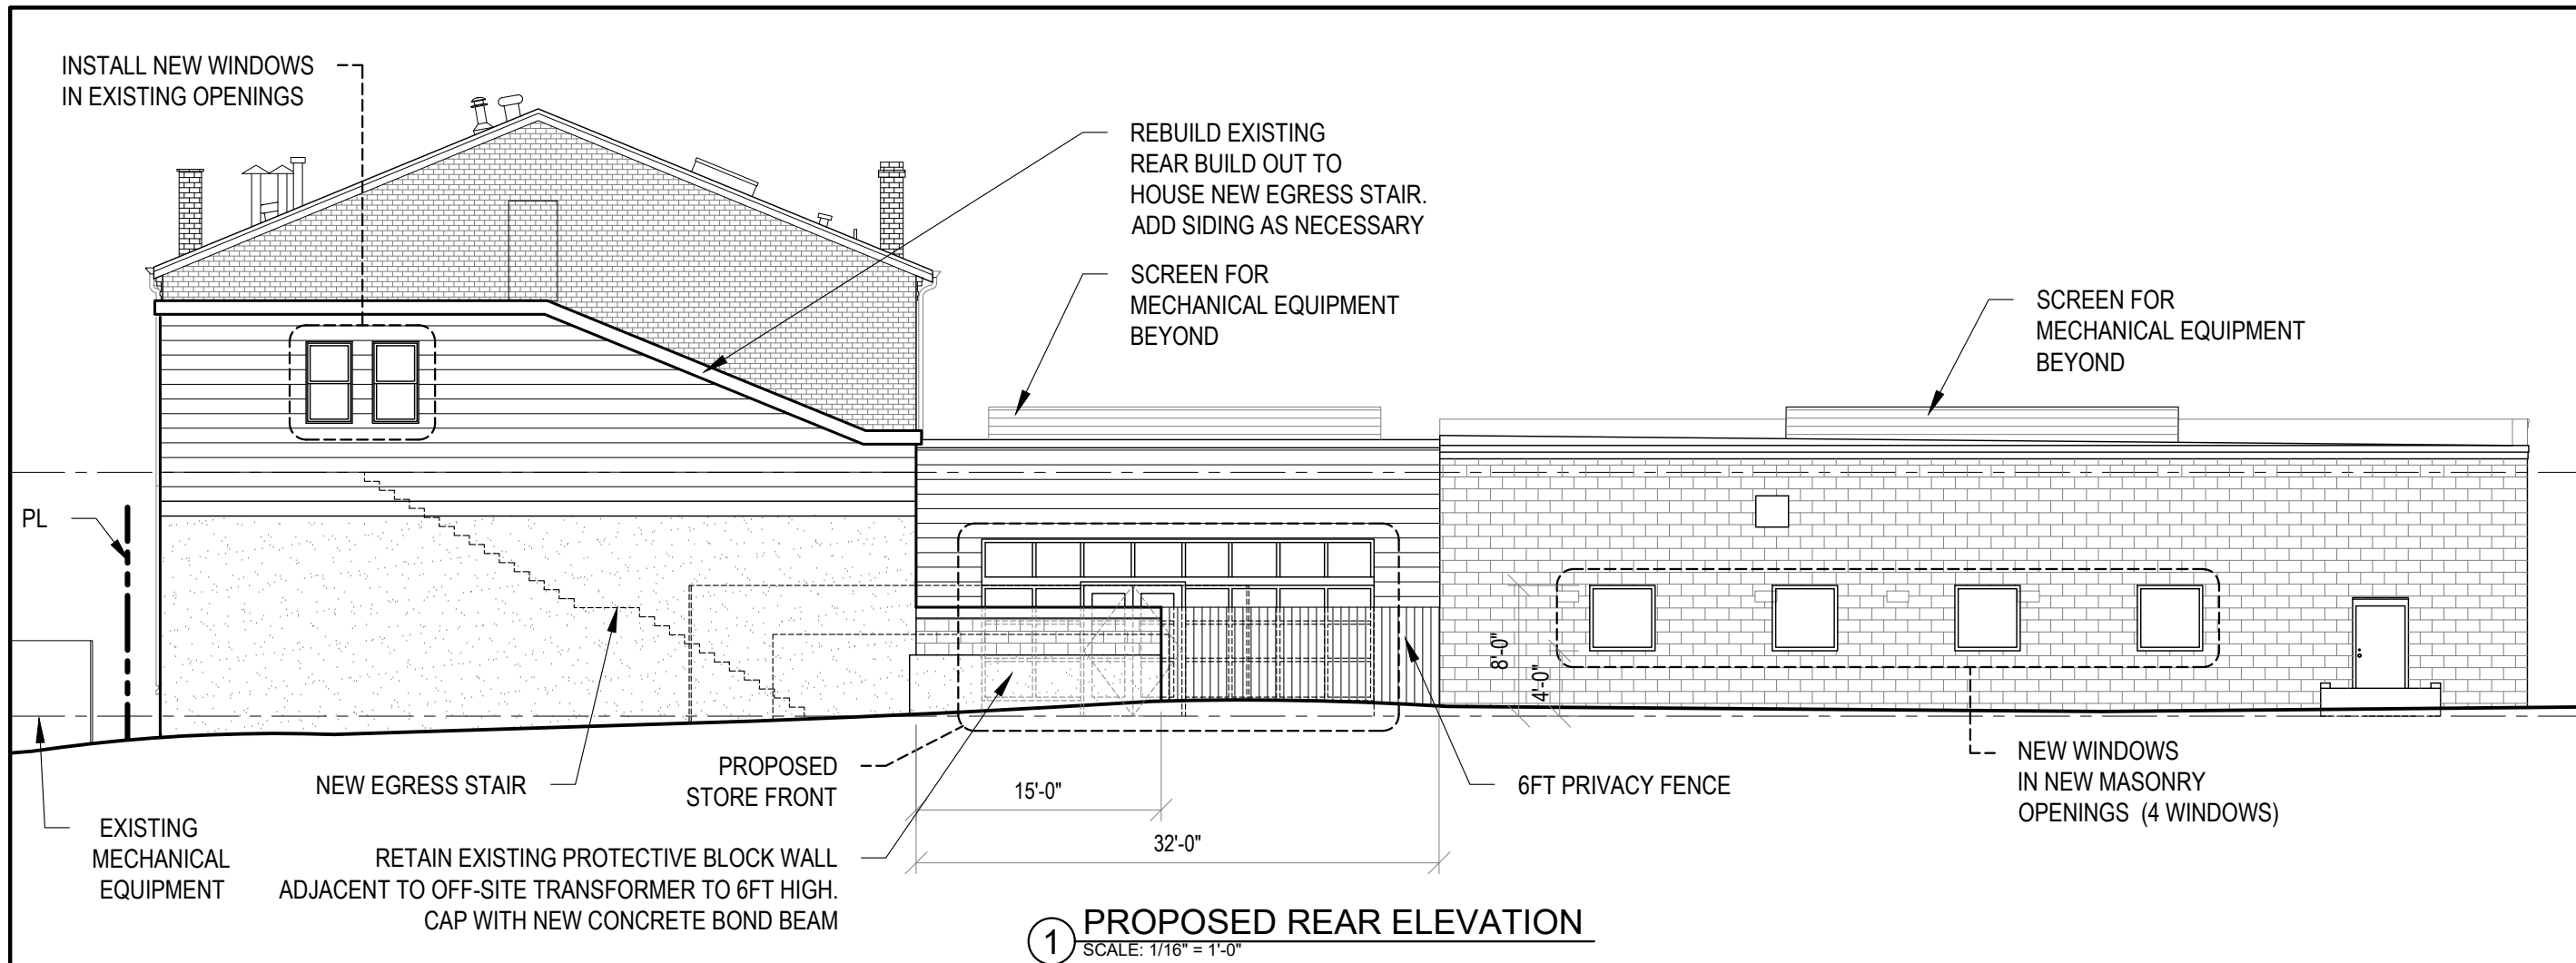 INSTALL NEW WINDOWS
IN EXISTING OPENINGS
REBUILD EXISTING
REAR BUILD OUT TO
HOUSE NEW EGRESS STAIR.
ADD SIDING AS NECESSARY
SCREEN FOR
MECHANICAL EQUIPMENT
BEYOND
SCREEN FOR
MECHANICAL EQUIPMENT
BEYOND
PL
8'-0"
4'-0"
NEW EGRESS STAIR
PROPOSED
STORE FRONT
15'-0"
6FT PRIVACY FENCE
NEW WINDOWS
IN NEW MASONRY
OPENINGS (4 WINDOWS)
EXISTING
MECHANICAL
EQUIPMENT
RETAIN EXISTING PROTECTIVE BLOCK WALL
ADJACENT TO OFF-SITE TRANSFORMER TO 6FT HIGH.
CAP WITH NEW CONCRETE BOND BEAM
32'-0"
1
PROPOSED REAR ELEVATION
SCALE: 1/16" = 1'-0"